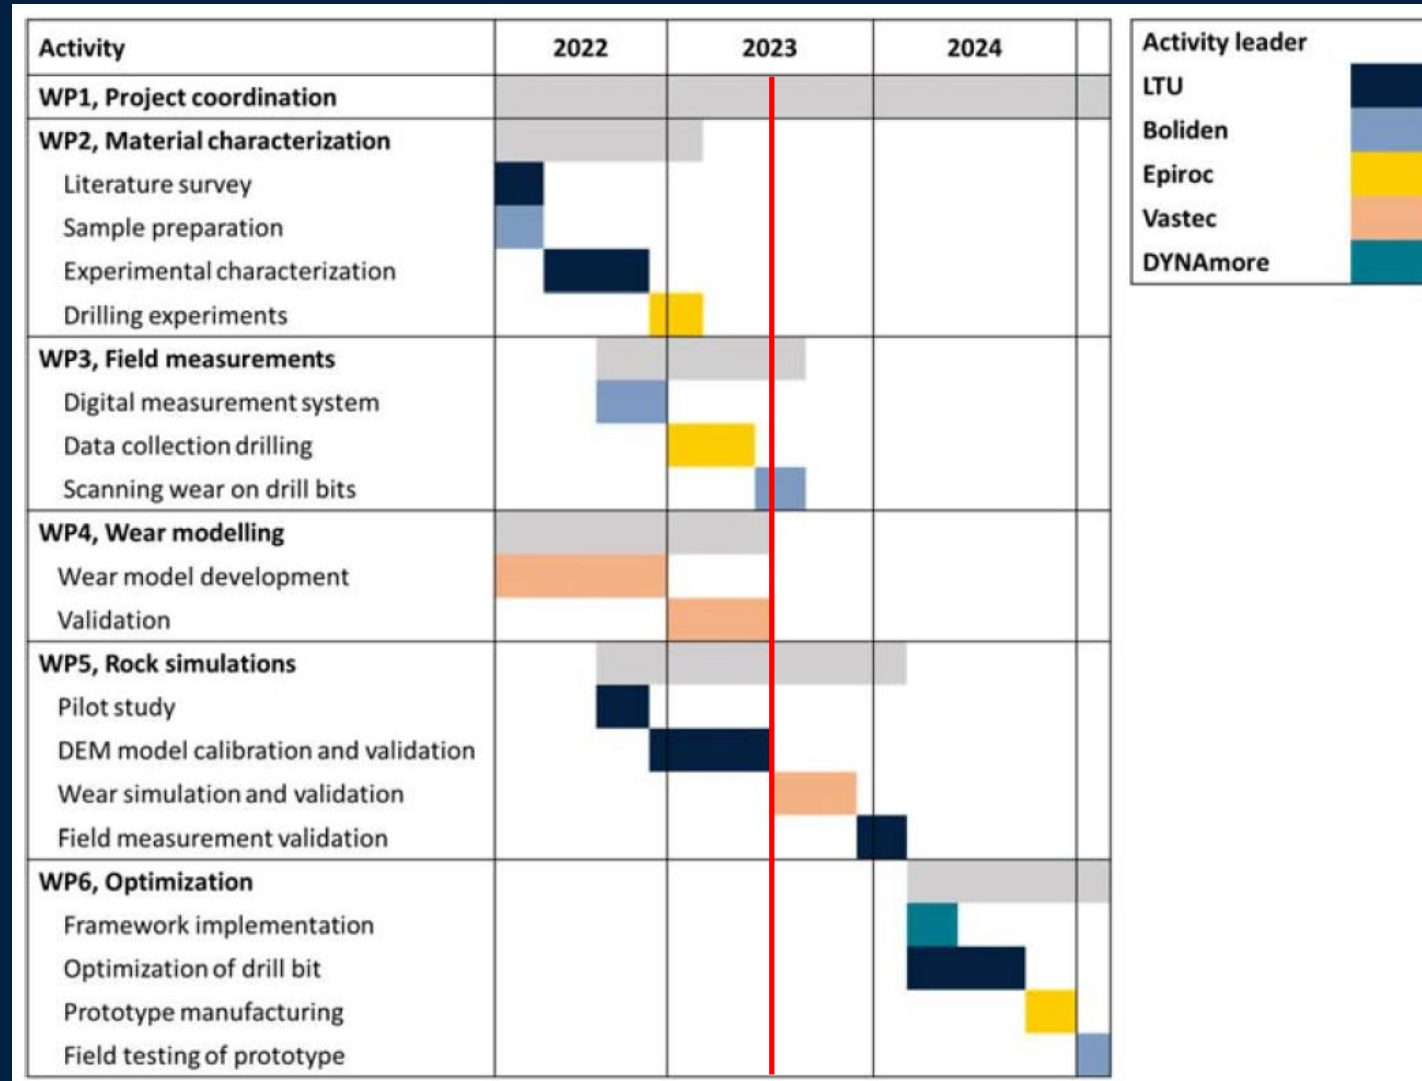 Activity 2022 2023 2024
WP1, Project coordination
WP2, Material characterization
Literature survey
Sample preparation
Experimental characterization
Drilling experiments
WP3, Field measurements
Digital measurement system
Data collection drilling
Scanning wear on drill bits
WP4, Wear modelling
Wear model development
Validation
WP5, Rock simulations
Pilot study
DEM model calibration and validation
Wear simulation and validation
Field measurement validation
WP6, Optimization
Framework implementation
Optimization of drill bit
Prototype manufacturing
Field testing of prototype
Activity leader
LTU
Boliden
Epiroc
Vastec
DYNAmore